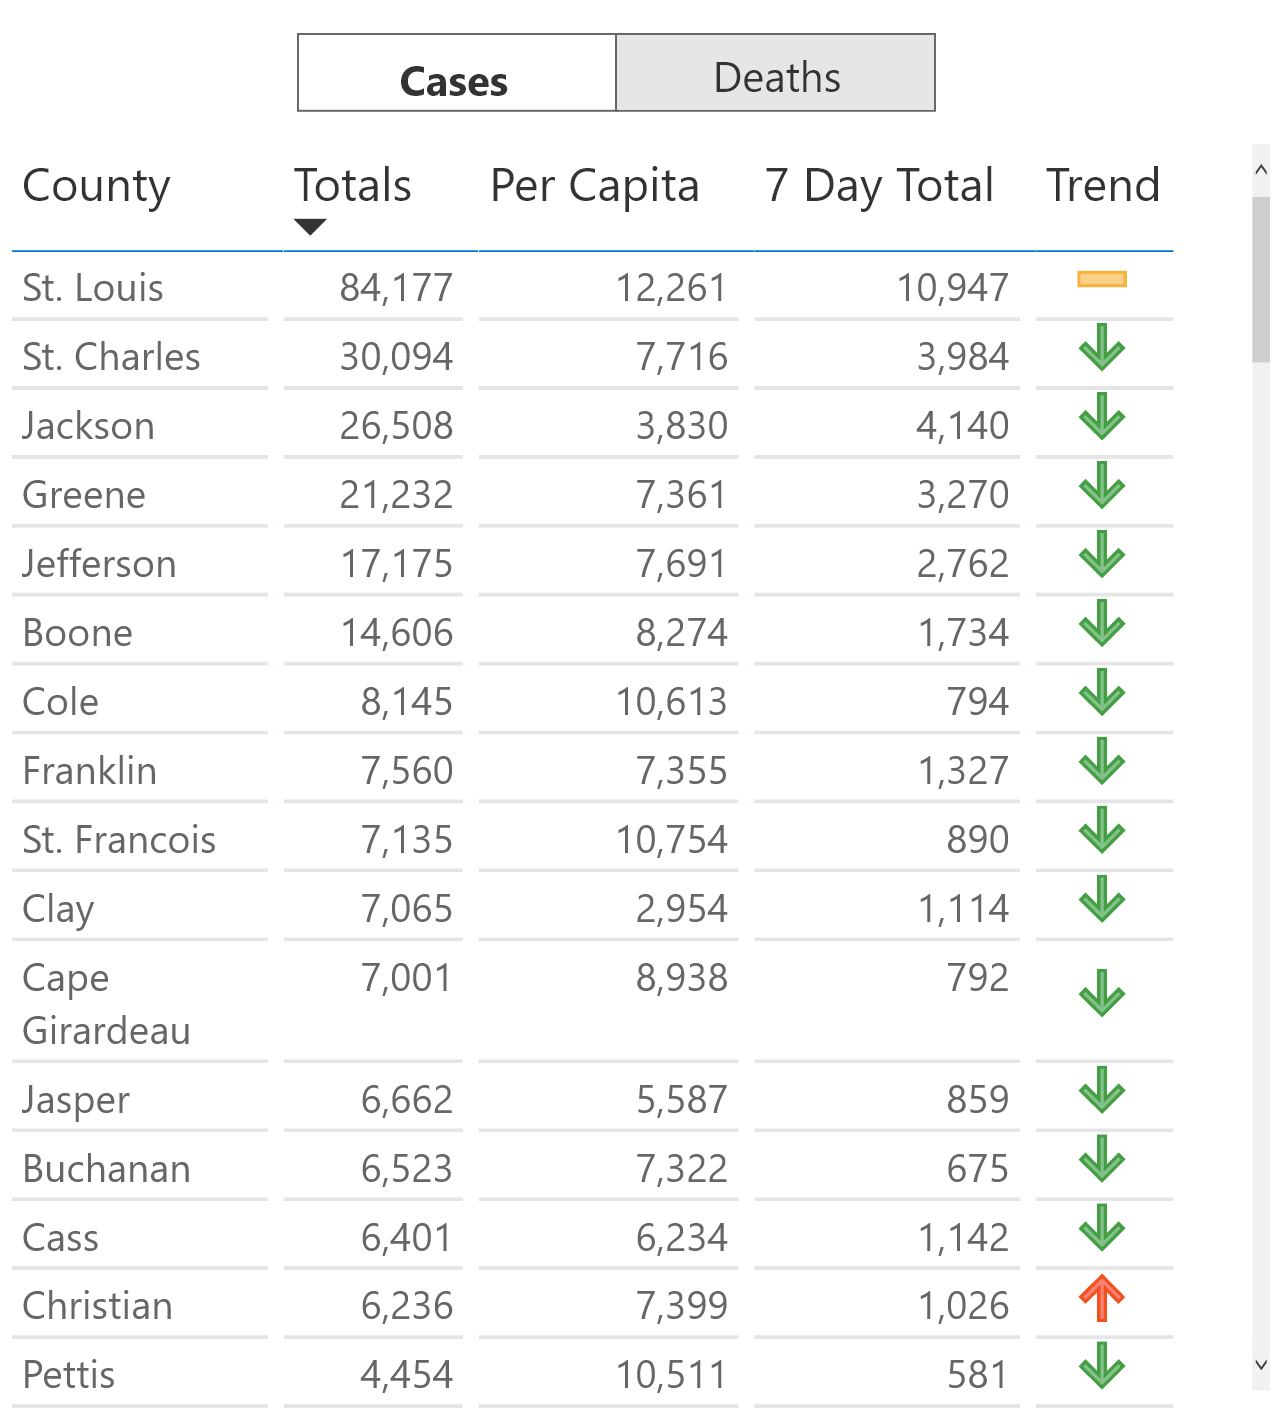 Cases Deaths
County Totals Per Capita 7 Day Total Trend
St. Louis 84,177 12,261 10,947
St. Charles 30,094 7,716 3,984
Jackson 26,508 3,830 4,140
Greene 21,232 7,361 3,270
Jefferson 17,175 7,691 2,762
Boone 14,606 8,274 1,734
Cole 8,145 10,613 794
Franklin 7,560 7,355 1,327
St. Francois 7,135 10,754 890
Clay 7,065 2,954 1,114
Cape 7,001 8,938 792
Girardeau
Jasper 6,662 5,587 859
Buchanan 6,523 7,322 675
Cass 6,401 6,234 1,142
Christian 6,236 7,399 1,026
Pettis 4,454 10,511 581